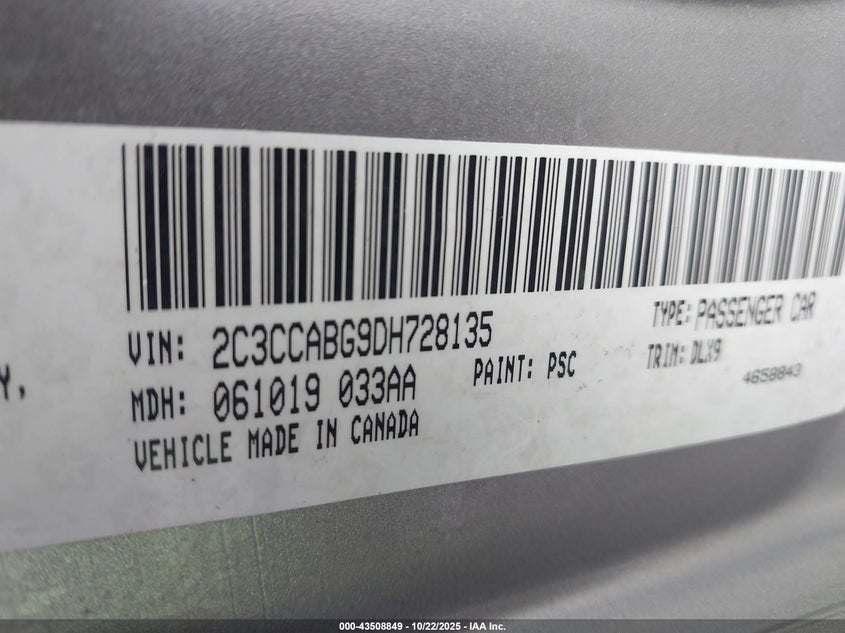 Y,
VIN: 2C3CCABG9DH728135
TYPE: PASSENGER CAR
MDH: 061019 033AA
PAINT: PSC
TRIM: DLX9
VEHICLE MADE IN CANADA
4658843
000-43508849 - 10/22/2025 - IAA Inc.